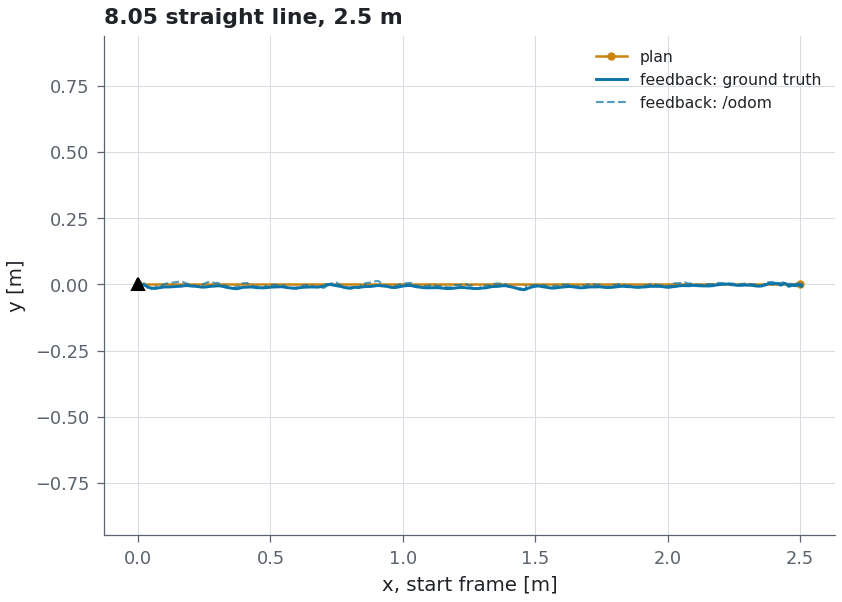 8.05 straight line, 2.5 m
plan
feedback: ground truth
feedback: /odom
0.75
0.50
0.25
0.00
−0.25
−0.50
−0.75
y [m]
0.0 0.5 1.0 1.5 2.0 2.5
x, start frame [m]